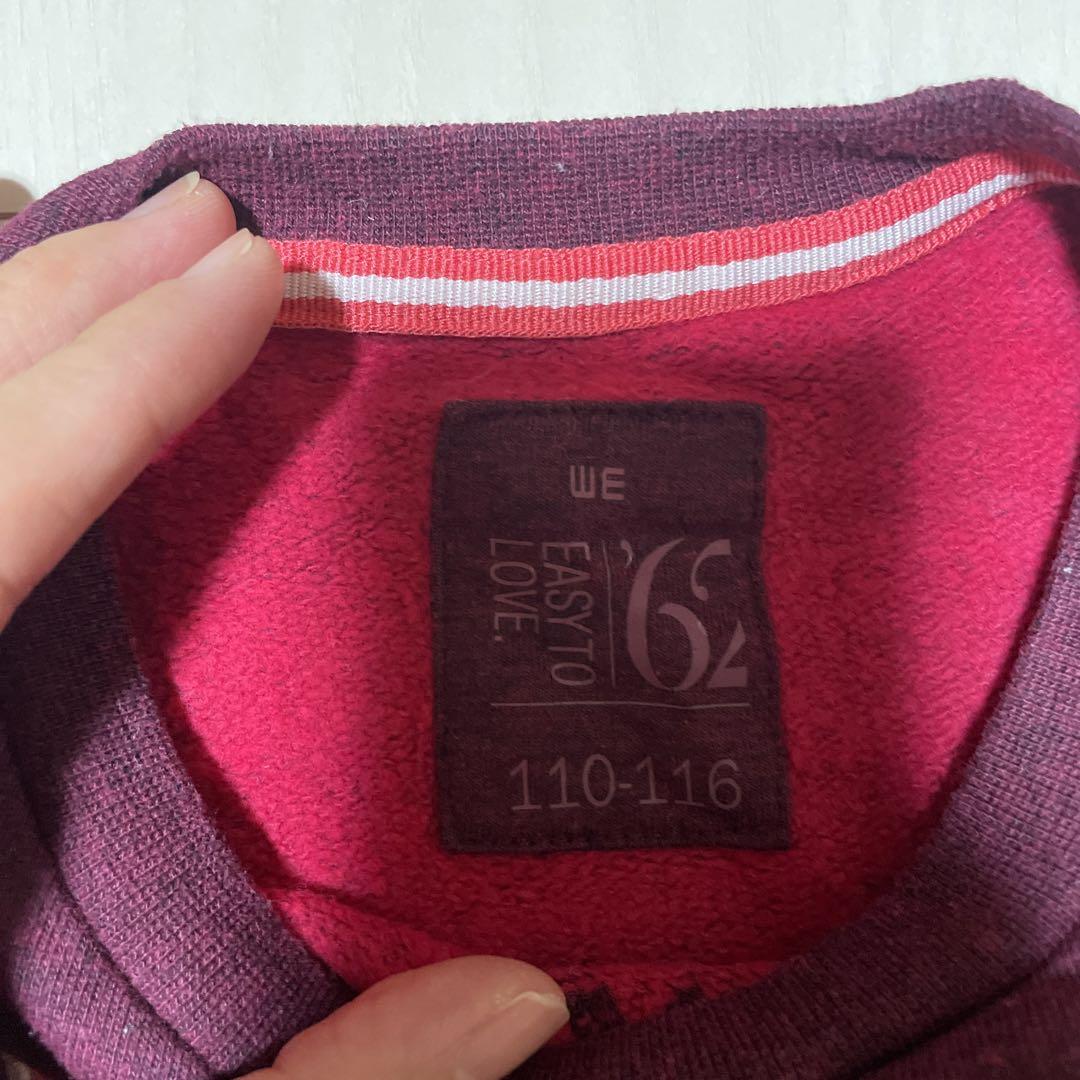 WE
'62
EASY TO
LOVE.
110-116